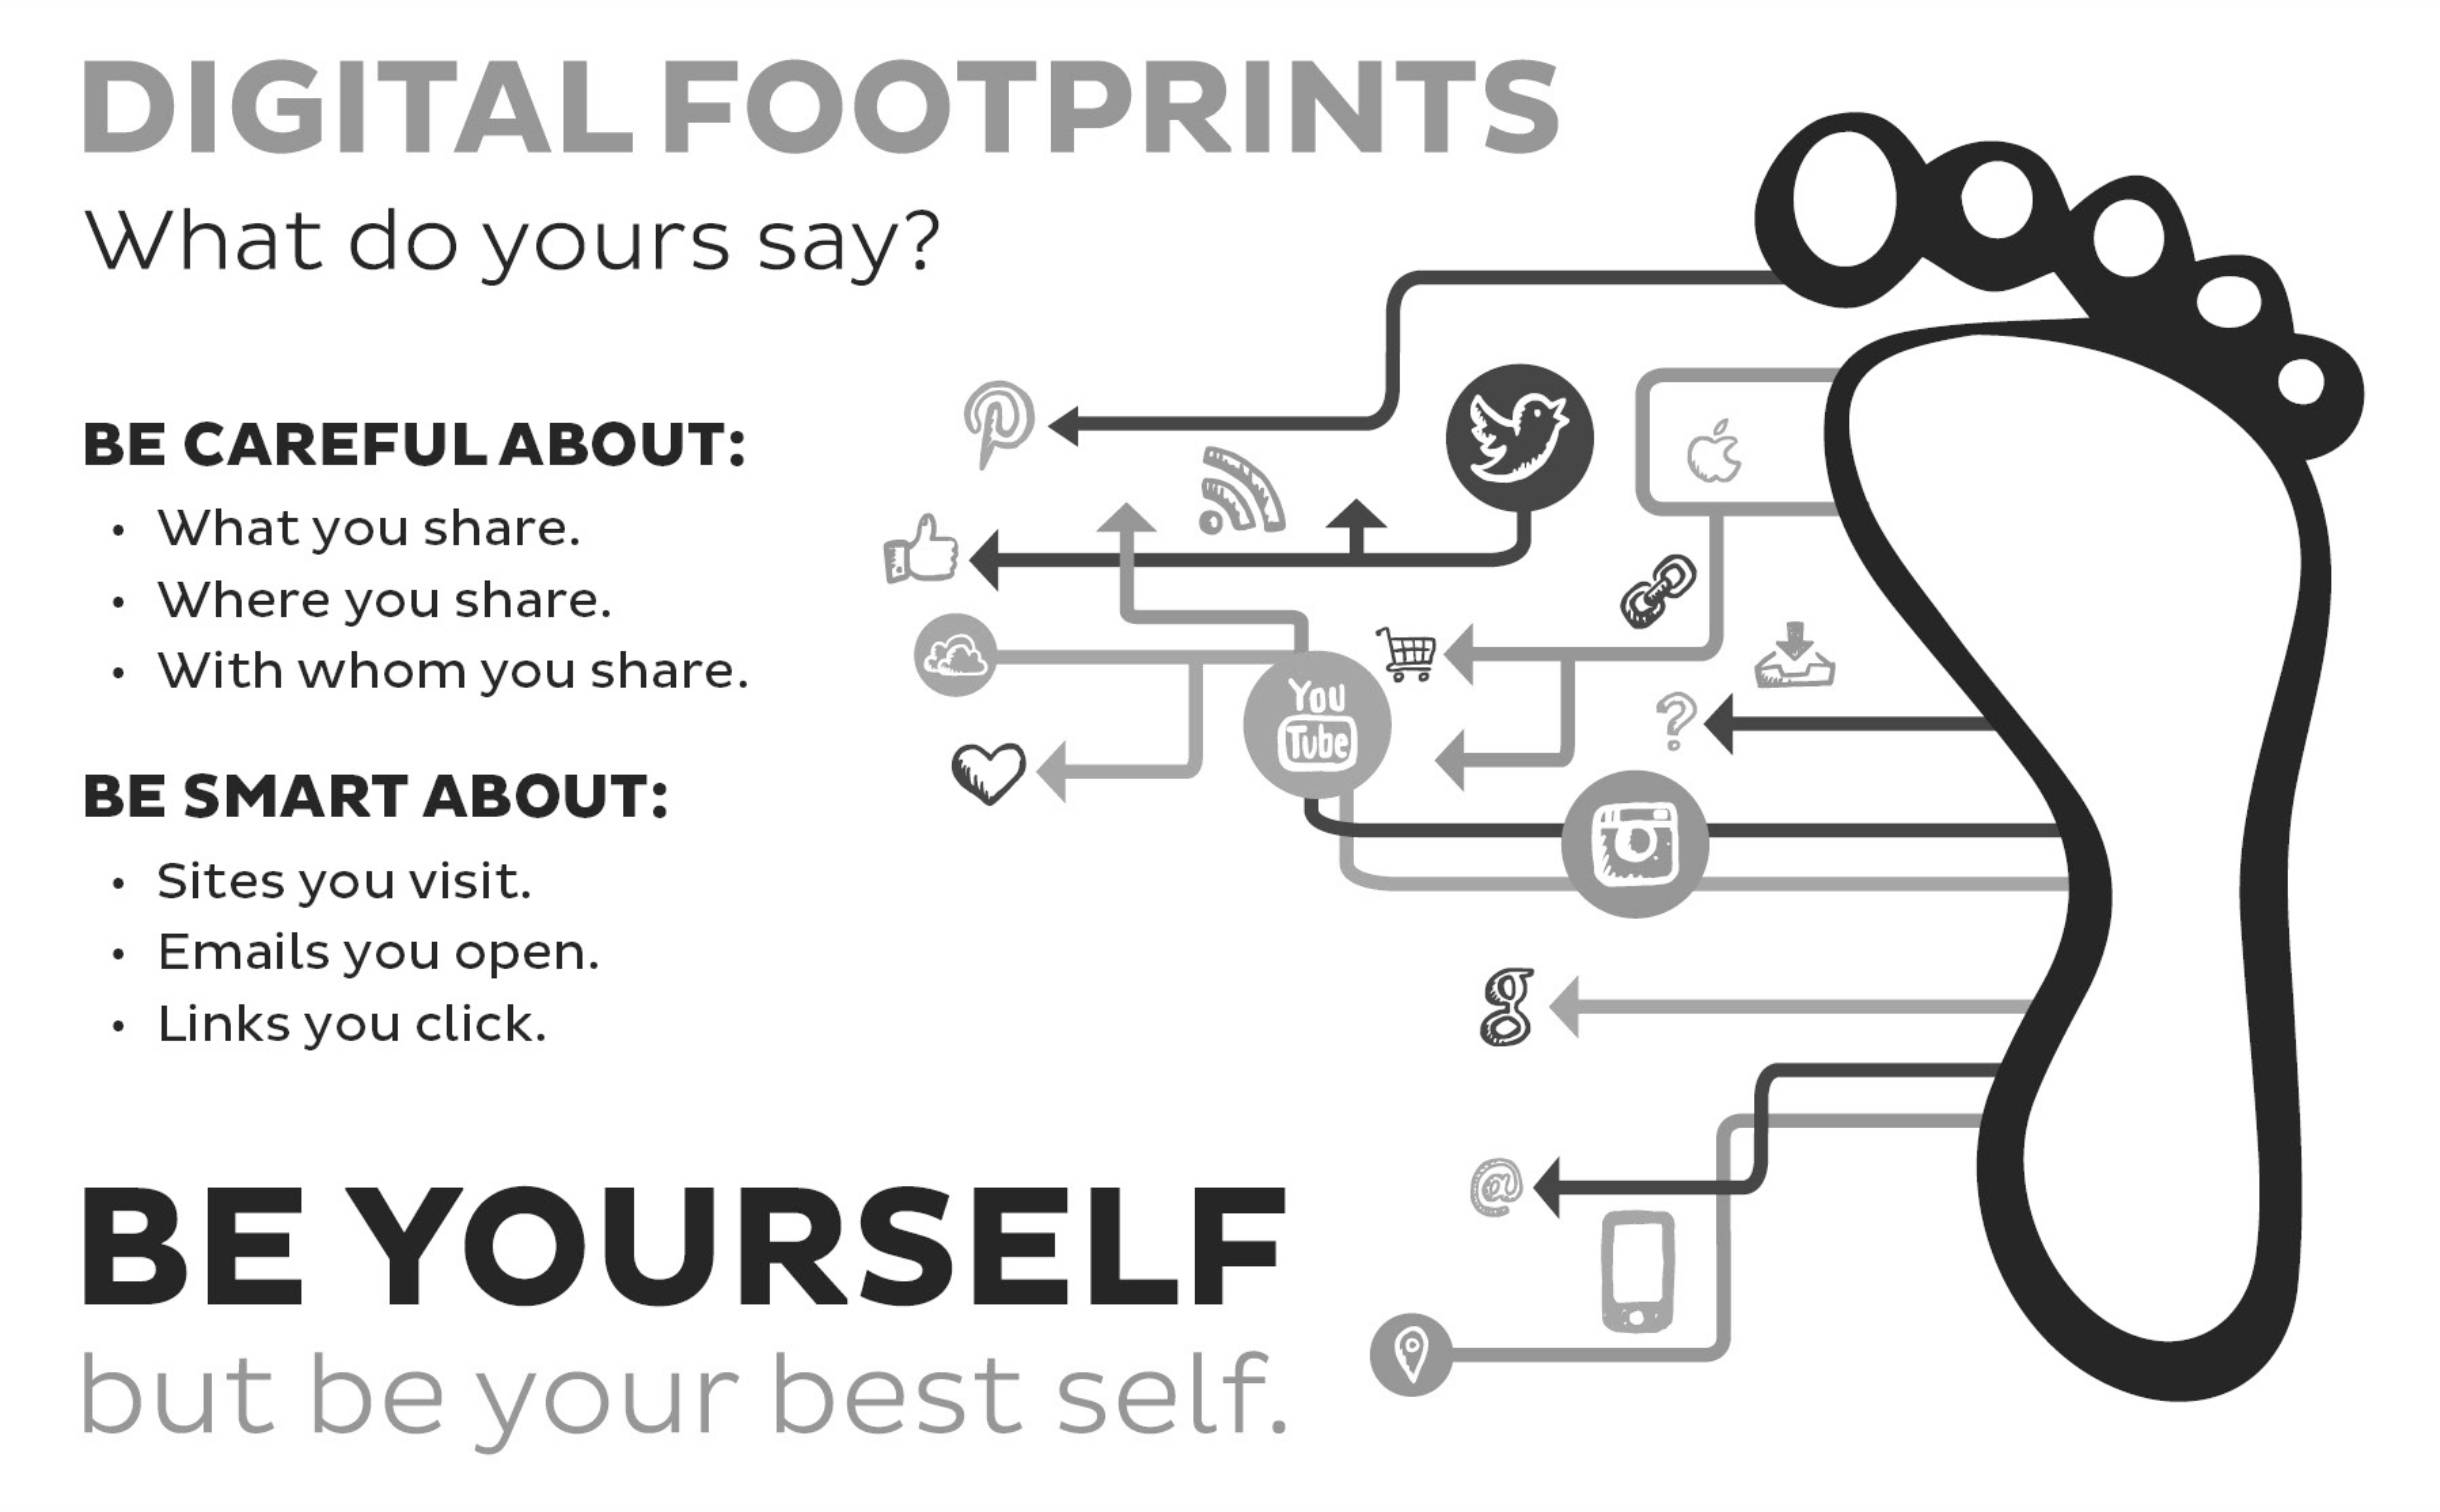 DIGITAL FOOTPRINTS
What do yours say?
BE CAREFUL ABOUT:
• What you share.
• Where you share.
• With whom you share.
BE SMART ABOUT:
• Sites you visit.
• Emails you open.
• Links you click.
BE YOURSELF
but be your best self.
You
Tube
?
g
@